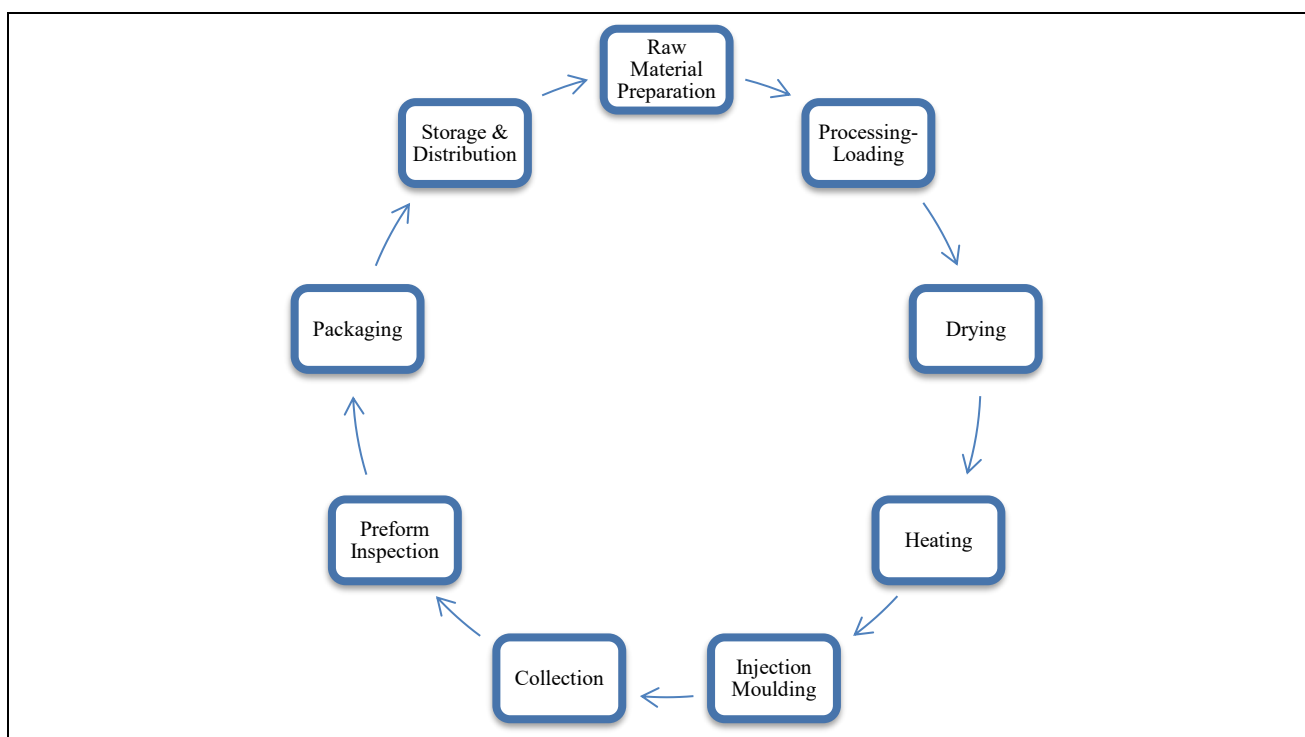 Raw
Material
Preparation
Processing-
Loading
Drying
Heating
Injection
Moulding
Collection
Preform
Inspection
Packaging
Storage &
Distribution